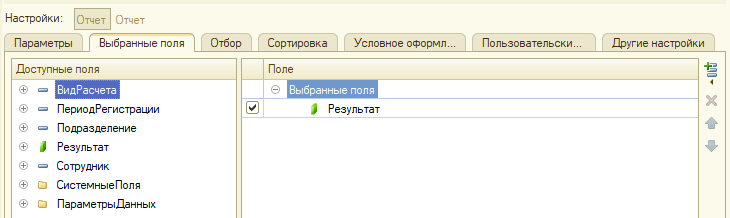 Настройки: Отчет Отчет
Параметры Выбранные поля Отбор Сортировка Условное оформл... Пользовательски... Другие настройки
Доступные поля Поле
ВидРасчета Выбранные поля
ПериодРегистрации Результат
Подразделение
Результат
Сотрудник
СистемныеПоля
ПараметрыДанных